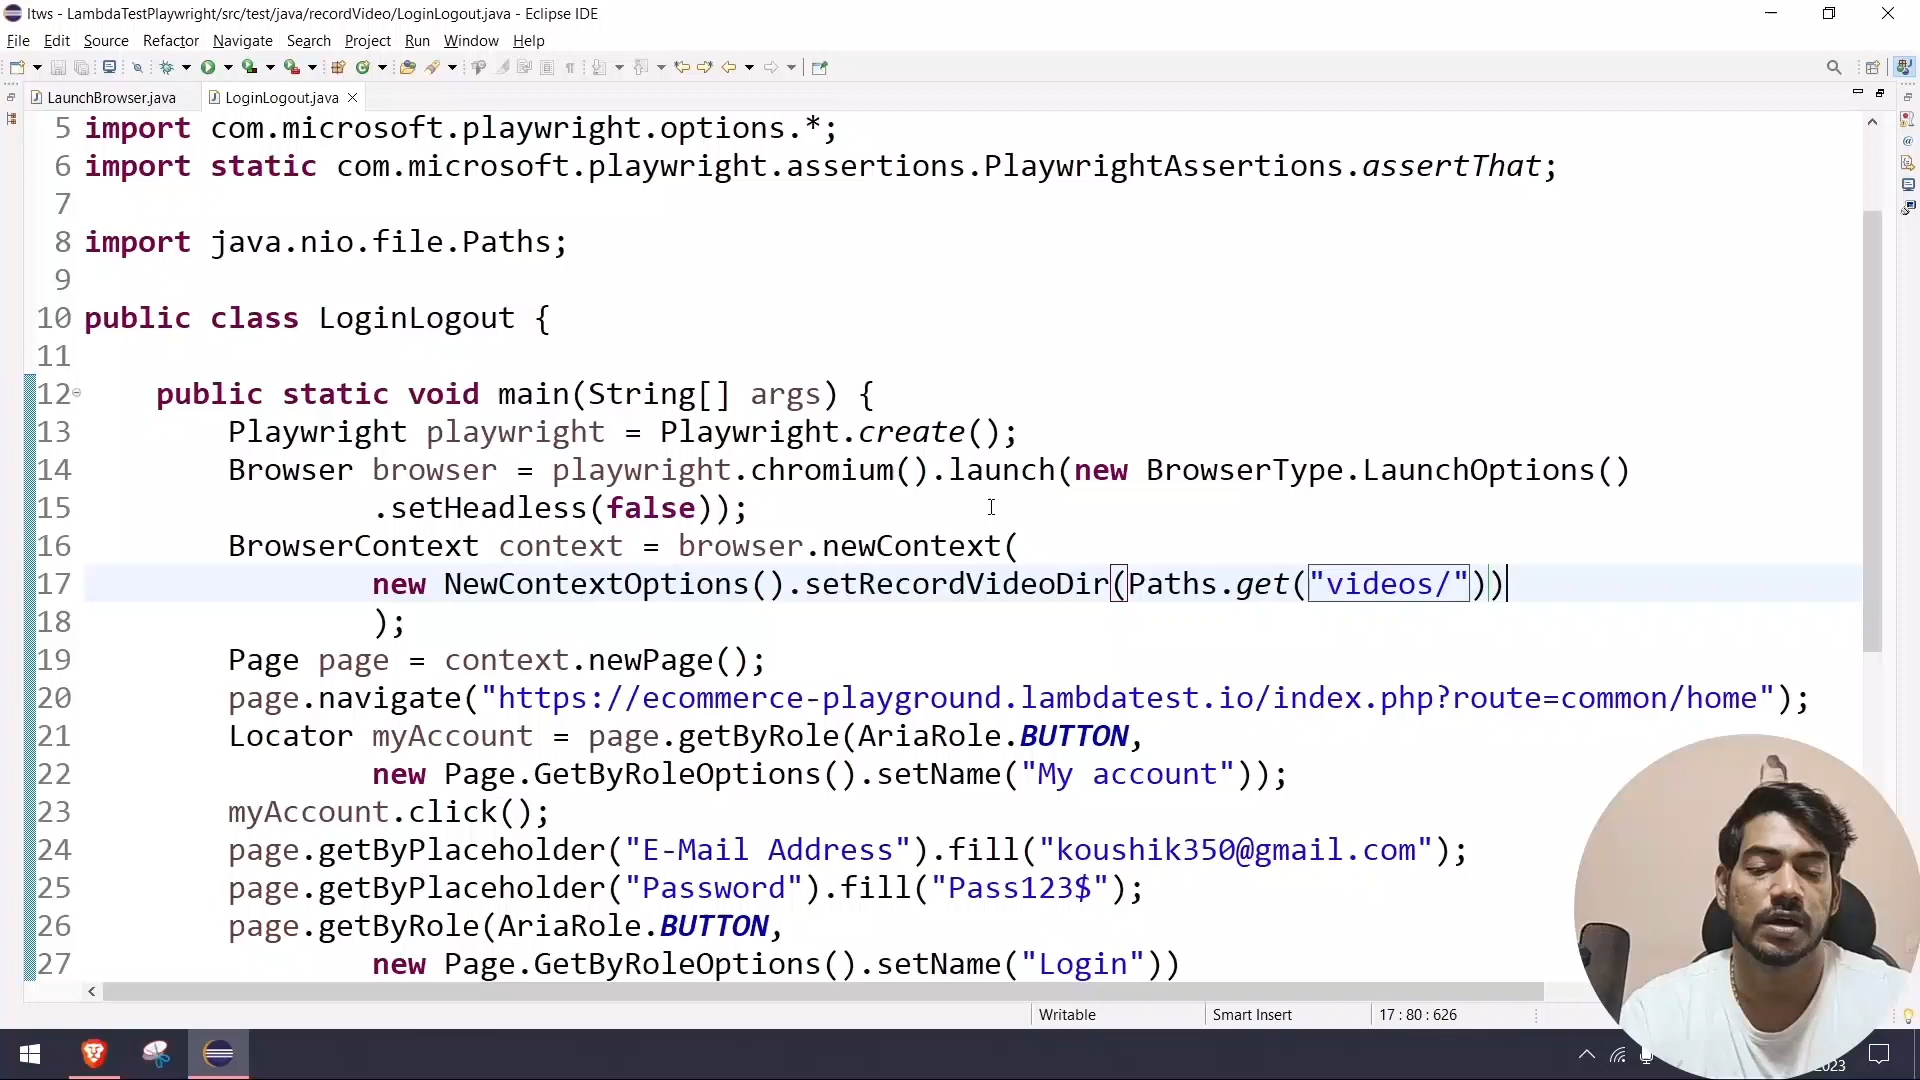 ltws - LambdaTestPlaywright/src/test/java/recordVideo/LoginLogout.java - Eclipse IDE
File Edit Source Refactor Navigate Search Project Run Window Help
LaunchBrowser.java LoginLogout.java
5 import com.microsoft.playwright.options.*;
6 import static com.microsoft.playwright.assertions.PlaywrightAssertions.assertThat;
7
8 import java.nio.file.Paths;
9
10 public class LoginLogout {
11
12 public static void main(String[] args) {
13 Playwright playwright = Playwright.create();
14 Browser browser = playwright.chromium().launch(new BrowserType.LaunchOptions()
15 .setHeadless(false));
16 BrowserContext context = browser.newContext(
17 new NewContextOptions().setRecordVideoDir(Paths.get("videos/"))
18 );
19 Page page = context.newPage();
20 page.navigate("https://ecommerce-playground.lambdatest.io/index.php?route=common/home");
21 Locator myAccount = page.getByRole(AriaRole.BUTTON,
22 new Page.GetByRoleOptions().setName("My account"));
23 myAccount.click();
24 page.getByPlaceholder("E-Mail Address").fill("koushik350@gmail.com");
25 page.getByPlaceholder("Password").fill("Pass123$");
26 page.getByRole(AriaRole.BUTTON,
27 new Page.GetByRoleOptions().setName("Login"))
Writable Smart Insert 17 : 80 : 626
2023